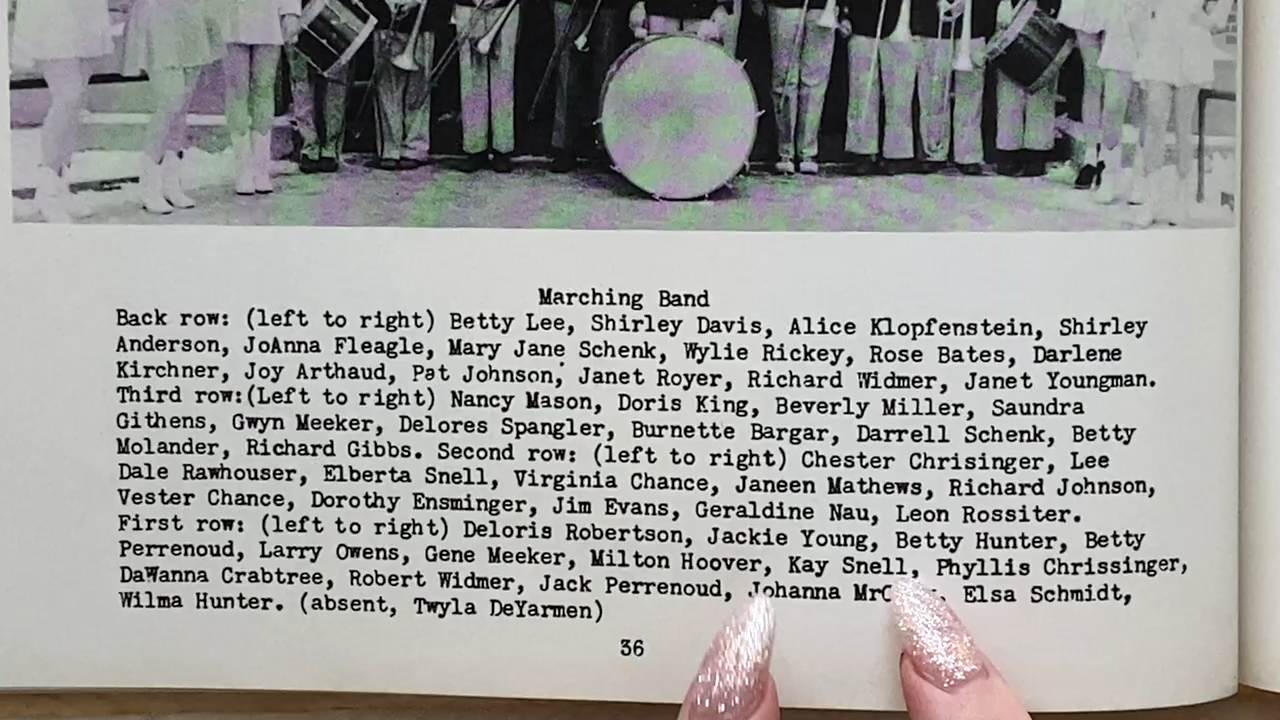 Marching Band
Back row: (left to right) Betty Lee, Shirley Davis, Alice Klopfenstein, Shirley
Anderson, JoAnna Fleagle, Mary Jane Schenk, Wylie Rickey, Rose Bates, Darlene
Kirchner, Joy Arthaud, Pat Johnson, Janet Royer, Richard Widmer, Janet Youngman.
Third row:(Left to right) Nancy Mason, Doris King, Beverly Miller, Saundra
Githens, Gwyn Meeker, Delores Spangler, Burnette Bargar, Darrell Schenk, Betty
Molander, Richard Gibbs. Second row: (left to right) Chester Chrisinger, Lee
Dale Rawhouser, Elberta Snell, Virginia Chance, Janeen Mathews, Richard Johnson,
Vester Chance, Dorothy Ensminger, Jim Evans, Geraldine Nau, Leon Rossiter.
First row: (left to right) Deloris Robertson, Jackie Young, Betty Hunter, Betty
Perrenoud, Larry Owens, Gene Meeker, Milton Hoover, Kay Snell, Phyllis Chrissinger,
DaWanna Crabtree, Robert Widmer, Jack Perrenoud, Johanna Elsa Schmidt,
Wilma Hunter. (absent, Twyla DeYarmen)
36